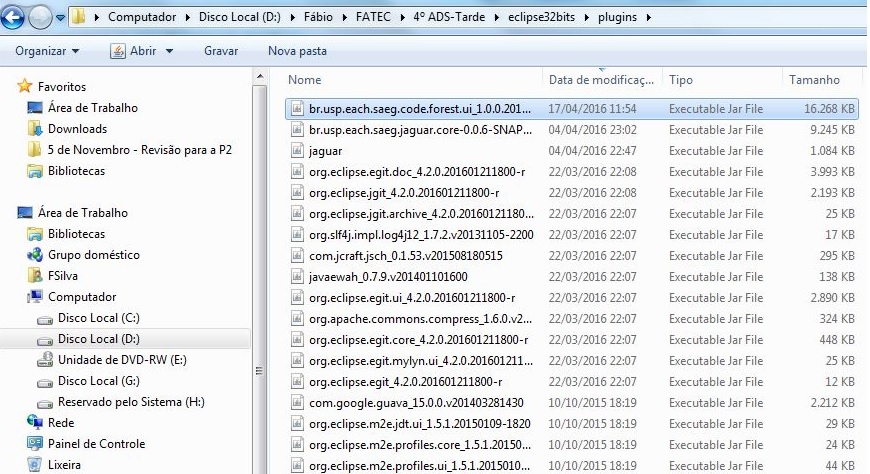 Computador ▸ Disco Local (D:) ▸ Fábio ▸ FATEC ▸ 4º ADS-Tarde ▸ eclipse32bits ▸ plugins ▸
Organizar Abrir Gravar Nova pasta
Favoritos
Área de Trabalho
Downloads
5 de Novembro - Revisão para a P2
Bibliotecas
Área de Trabalho
Bibliotecas
Grupo doméstico
FSilva
Computador
Disco Local (C:)
Disco Local (D:)
Unidade de DVD-RW (E:)
Disco Local (G:)
Reservado pelo Sistema (H:)
Rede
Painel de Controle
Lixeira
Nome Data de modificaç... Tipo Tamanho
br.usp.each.saeg.code.forest.ui_1.0.0.201... 17/04/2016 11:54 Executable Jar File 16.268 KB
br.usp.each.saeg.jaguar.core-0.0.6-SNAP... 04/04/2016 23:02 Executable Jar File 9.245 KB
jaguar 04/04/2016 22:47 Executable Jar File 1.084 KB
org.eclipse.egit.doc_4.2.0.201601211800-r 22/03/2016 22:08 Executable Jar File 3.993 KB
org.eclipse.jgit_4.2.0.201601211800-r 22/03/2016 22:08 Executable Jar File 2.193 KB
org.eclipse.jgit.archive_4.2.0.20160121180... 22/03/2016 22:07 Executable Jar File 25 KB
org.slf4j.impl.log4j12_1.7.2.v20131105-2200 22/03/2016 22:07 Executable Jar File 17 KB
com.jcraft.jsch_0.1.53.v201508180515 22/03/2016 22:07 Executable Jar File 295 KB
javaewah_0.7.9.v201401101600 22/03/2016 22:07 Executable Jar File 138 KB
org.eclipse.egit.ui_4.2.0.201601211800-r 22/03/2016 22:07 Executable Jar File 2.890 KB
org.apache.commons.compress_1.6.0.v2... 22/03/2016 22:07 Executable Jar File 324 KB
org.eclipse.egit.core_4.2.0.201601211800-r 22/03/2016 22:07 Executable Jar File 448 KB
org.eclipse.egit.mylyn.ui_4.2.0.201601211... 22/03/2016 22:07 Executable Jar File 25 KB
org.eclipse.egit_4.2.0.201601211800-r 22/03/2016 22:07 Executable Jar File 12 KB
com.google.guava_15.0.0.v201403281430 22/03/2016 22:07 Executable Jar File 2.212 KB
org.eclipse.m2e.jdt.ui_1.5.1.20150109-1820 10/10/2015 18:19 Executable Jar File 29 KB
org.eclipse.m2e.profiles.core_1.5.1.20150... 10/10/2015 18:19 Executable Jar File 24 KB
org.eclipse.m2e.profiles.ui_1.5.1.2015010... 10/10/2015 18:19 Executable Jar File 44 KB